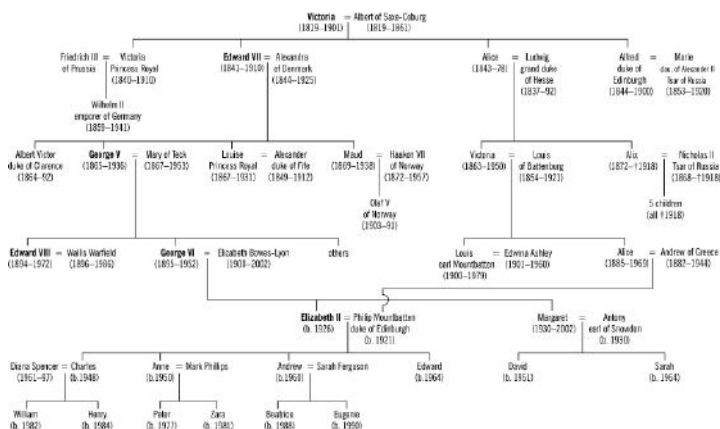 Victoria = Albert of Saxe-Coburg
(1819–1901) (1819–1861)
Friedrich III = Victoria
of Prussia Princess Royal
(1840–1910)
Edward VII = Alexandra
(1841–1910) of Denmark
(1844–1925)
Alice = Ludwig
(1843–78) grand duke
of Hesse
(1837–92)
Alfred = Marie
duke of dau. of Alexander II
Edinburgh Tsar of Russia
(1844–1900) (1853–1920)
Wilhelm II
emperor of Germany
(1859–1941)
Albert Victor
duke of Clarence
(1864–92)
George V = Mary of Teck
(1865–1936) (1867–1953)
Louise = Alexander
Princess Royal duke of Fife
(1867–1931) (1849–1912)
Maud = Haakon VII
(1869–1938) of Norway
(1872–1957)
Victoria = Louis
(1863–1950) of Battenburg
(1854–1921)
Alix = Nicholas II
(1872–†1918) Tsar of Russia
(1868–†1918)
Olaf V
of Norway
(1903–91)
5 children
(all †1918)
Edward VIII = Wallis Warfield
(1894–1972) (1896–1986)
George VI = Elizabeth Bowes-Lyon
(1895–1952) (1900–2002)
others
Louis = Edwina Ashley
earl Mountbatten (1901–1960)
(1900–1979)
Alice = Andrew of Greece
(1885–1969) (1882–1944)
Elizabeth II = Philip Mountbatten
(b. 1926) duke of Edinburgh
(b. 1921)
Margaret = Antony
(1930–2002) earl of Snowdon
(b. 1930)
Diana Spencer = Charles
(1961–97) (b.1948)
Anne = Mark Phillips
(b.1950)
Andrew = Sarah Ferguson
(b.1960)
Edward
(b.1964)
David
(b.1961)
Sarah
(b.1964)
William
(b. 1982)
Henry
(b. 1984)
Peter
(b. 1977)
Zara
(b. 1981)
Beatrice
(b. 1988)
Eugenie
(b. 1990)